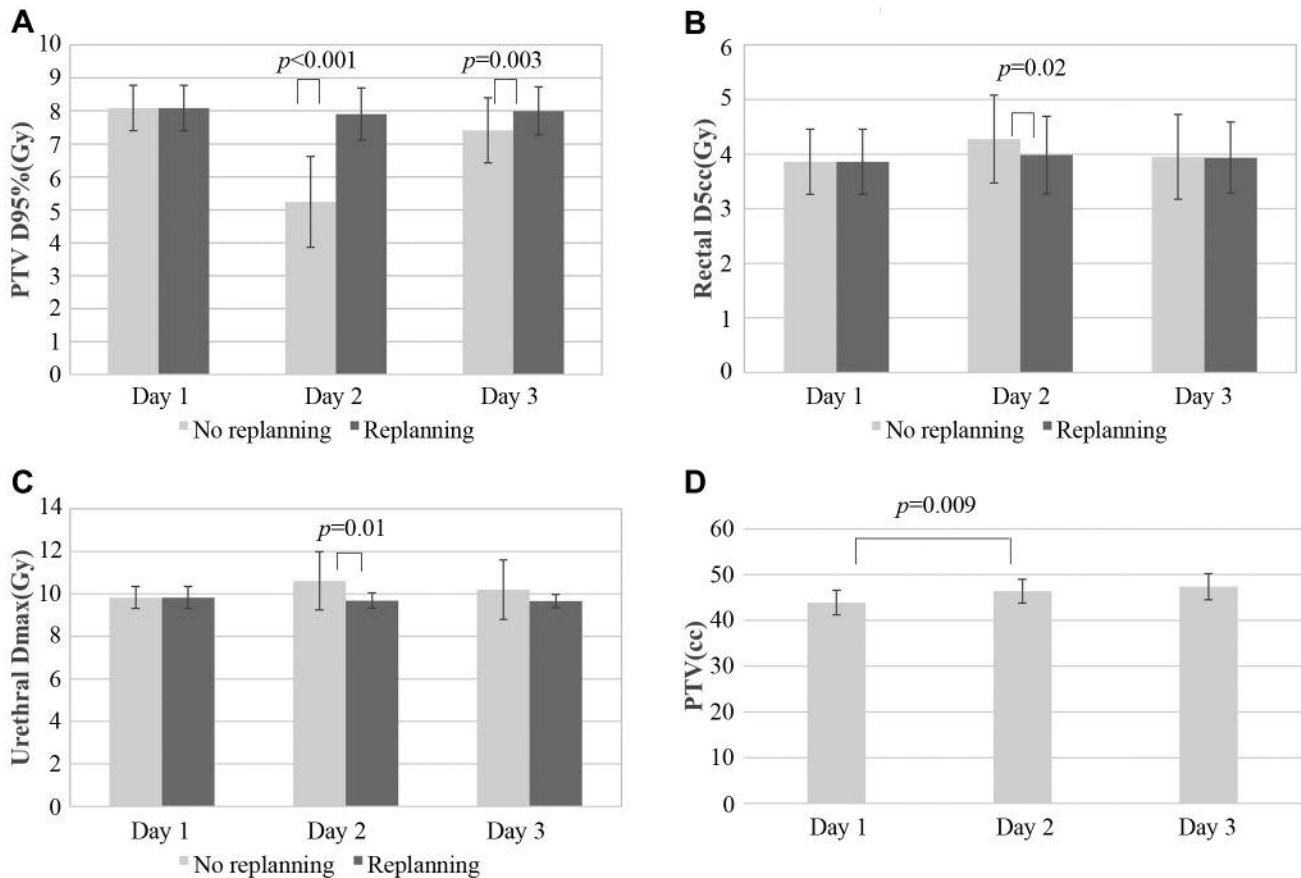 A
PTV D95%(Gy)
10
9
8
7
6
5
4
3
2
1
0
p<0.001
p=0.003
Day 1
Day 2
Day 3
No replanning
Replanning
B
Rectal D5cc(Gy)
6
5
4
3
2
1
0
p=0.02
Day 1
Day 2
Day 3
No replanning
Replanning
C
Urethral Dmax(Gy)
14
12
10
8
6
4
2
0
p=0.01
Day 1
Day 2
Day 3
No replanning
Replanning
D
PTV(cc)
60
50
40
30
20
10
0
p=0.009
Day 1
Day 2
Day 3